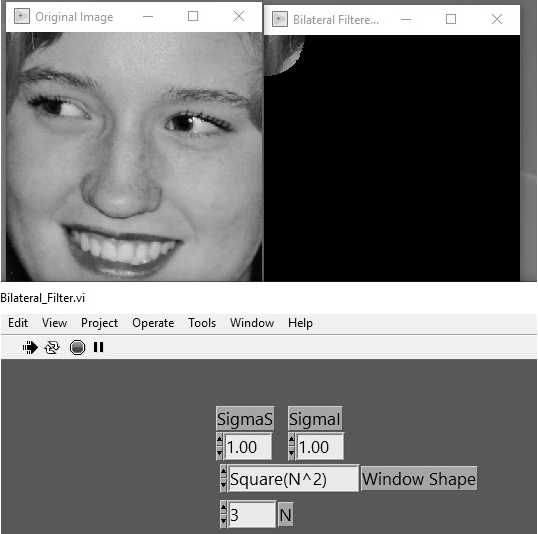 Original Image
Bilateral Filtere...
Bilateral_Filter.vi
File Edit View Project Operate Tools Window Help
SigmaS SigmaI
1.00 1.00
Square(N^2) Window Shape
3 N